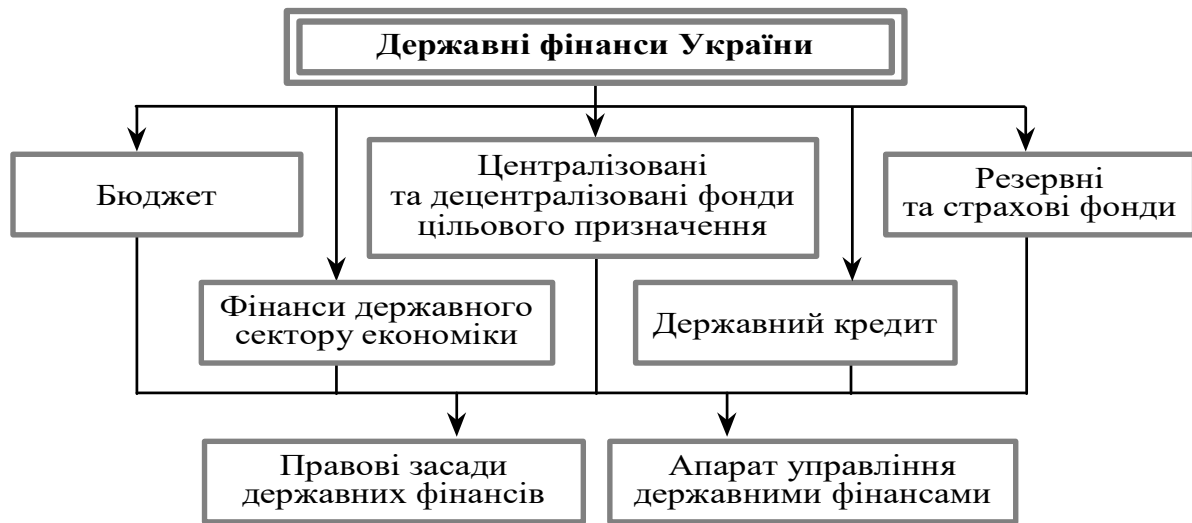 Державні фінанси України
Бюджет
Централізовані
та децентралізовані фонди
цільового призначення
Резервні
та страхові фонди
Фінанси державного
сектору економіки
Державний кредит
Правові засади
державних фінансів
Апарат управління
державними фінансами